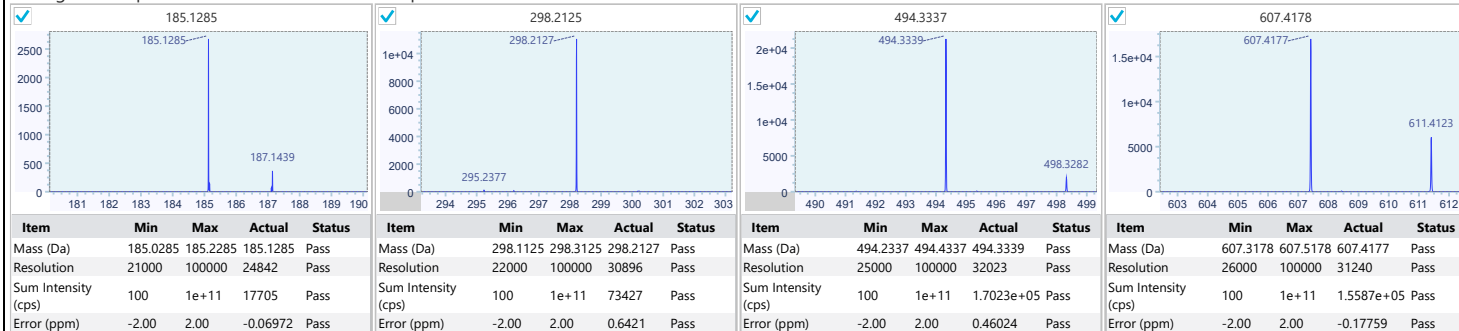 185.1285 298.2125 494.3337 607.4178
185.1285 298.2127 494.3339 607.4177
2500 1e+04 2e+04 1.5e+04
2000 8000 1.5e+04
1500 6000 1e+04 1e+04
611.4123
1000 4000
187.1439 498.3282
500 2000 5000 5000
295.2377
0 0 0 0
181 182 183 184 185 186 187 188 189 190 294 295 296 297 298 299 300 301 302 303 490 491 492 493 494 495 496 497 498 499 603 604 605 606 607 608 609 610 611 612
Item Min Max Actual Status Item Min Max Actual Status Item Min Max Actual Status Item Min Max Actual Status
Mass (Da) 185.0285 185.2285 185.1285 Pass Mass (Da) 298.1125 298.3125 298.2127 Pass Mass (Da) 494.2337 494.4337 494.3339 Pass Mass (Da) 607.3178 607.5178 607.4177 Pass
Resolution 21000 100000 24842 Pass Resolution 22000 100000 30896 Pass Resolution 25000 100000 32023 Pass Resolution 26000 100000 31240 Pass
Sum Intensity (cps) 100 1e+11 17705 Pass Sum Intensity (cps) 100 1e+11 73427 Pass Sum Intensity (cps) 100 1e+11 1.7023e+05 Pass Sum Intensity (cps) 100 1e+11 1.5587e+05 Pass
Error (ppm) -2.00 2.00 -0.06972 Pass Error (ppm) -2.00 2.00 0.6421 Pass Error (ppm) -2.00 2.00 0.46024 Pass Error (ppm) -2.00 2.00 -0.17759 Pass